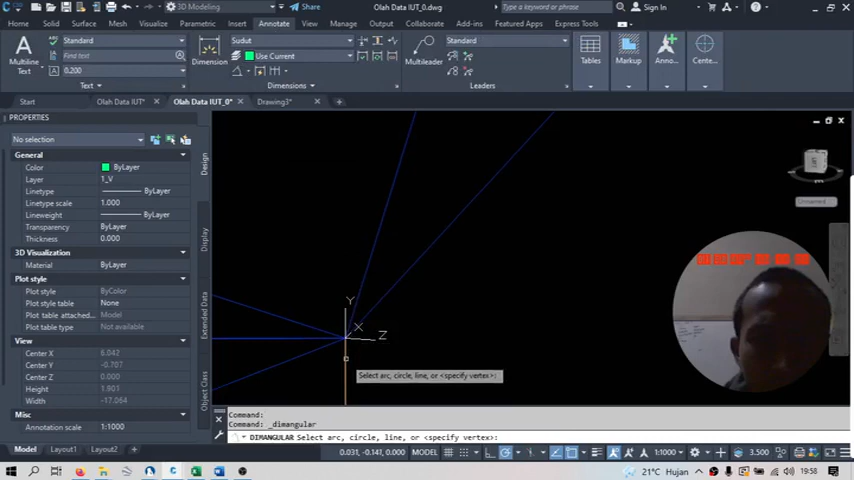 3D Modeling
Share
Olah Data IUT_0.dwg
Type a keyword or phrase
Sign In
Home Solid Surface Mesh Visualize Parametric Insert Annotate View Manage Output Collaborate Add-ins Featured Apps Express Tools
Multiline
Text
Standard
Find text
0.200
Text
Dimension
Sudut
Use Current
Dimensions
Multileader
Standard
Leaders
Tables
Markup
Anno...
Cente...
Start Olah Data IUT* Olah Data IUT_0* Drawing3*
PROPERTIES
No selection
General
Color ByLayer
Layer 1_V
Linetype ByLayer
Linetype scale 1.000
Lineweight ByLayer
Transparency ByLayer
Thickness 0.000
3D Visualization
Material ByLayer
Plot style
Plot style ByColor
Plot style table None
Plot table attached... Model
Plot table type Not available
View
Center X 6.042
Center Y -0.707
Center Z 0.000
Height 1.901
Width -17.064
Misc
Annotation scale 1:1000
Design
Display
Extended Data
Object Class
LEFT
Unnamed
Y
X
Z
Select arc, circle, line, or <specify vertex>:
Command:
Command: _dimangular
DIMANGULAR Select arc, circle, line, or <specify vertex>:
Model Layout1 Layout2
0.031, -0.141, 0.000 MODEL
1:1000
3.500
21°C Hujan
19:58